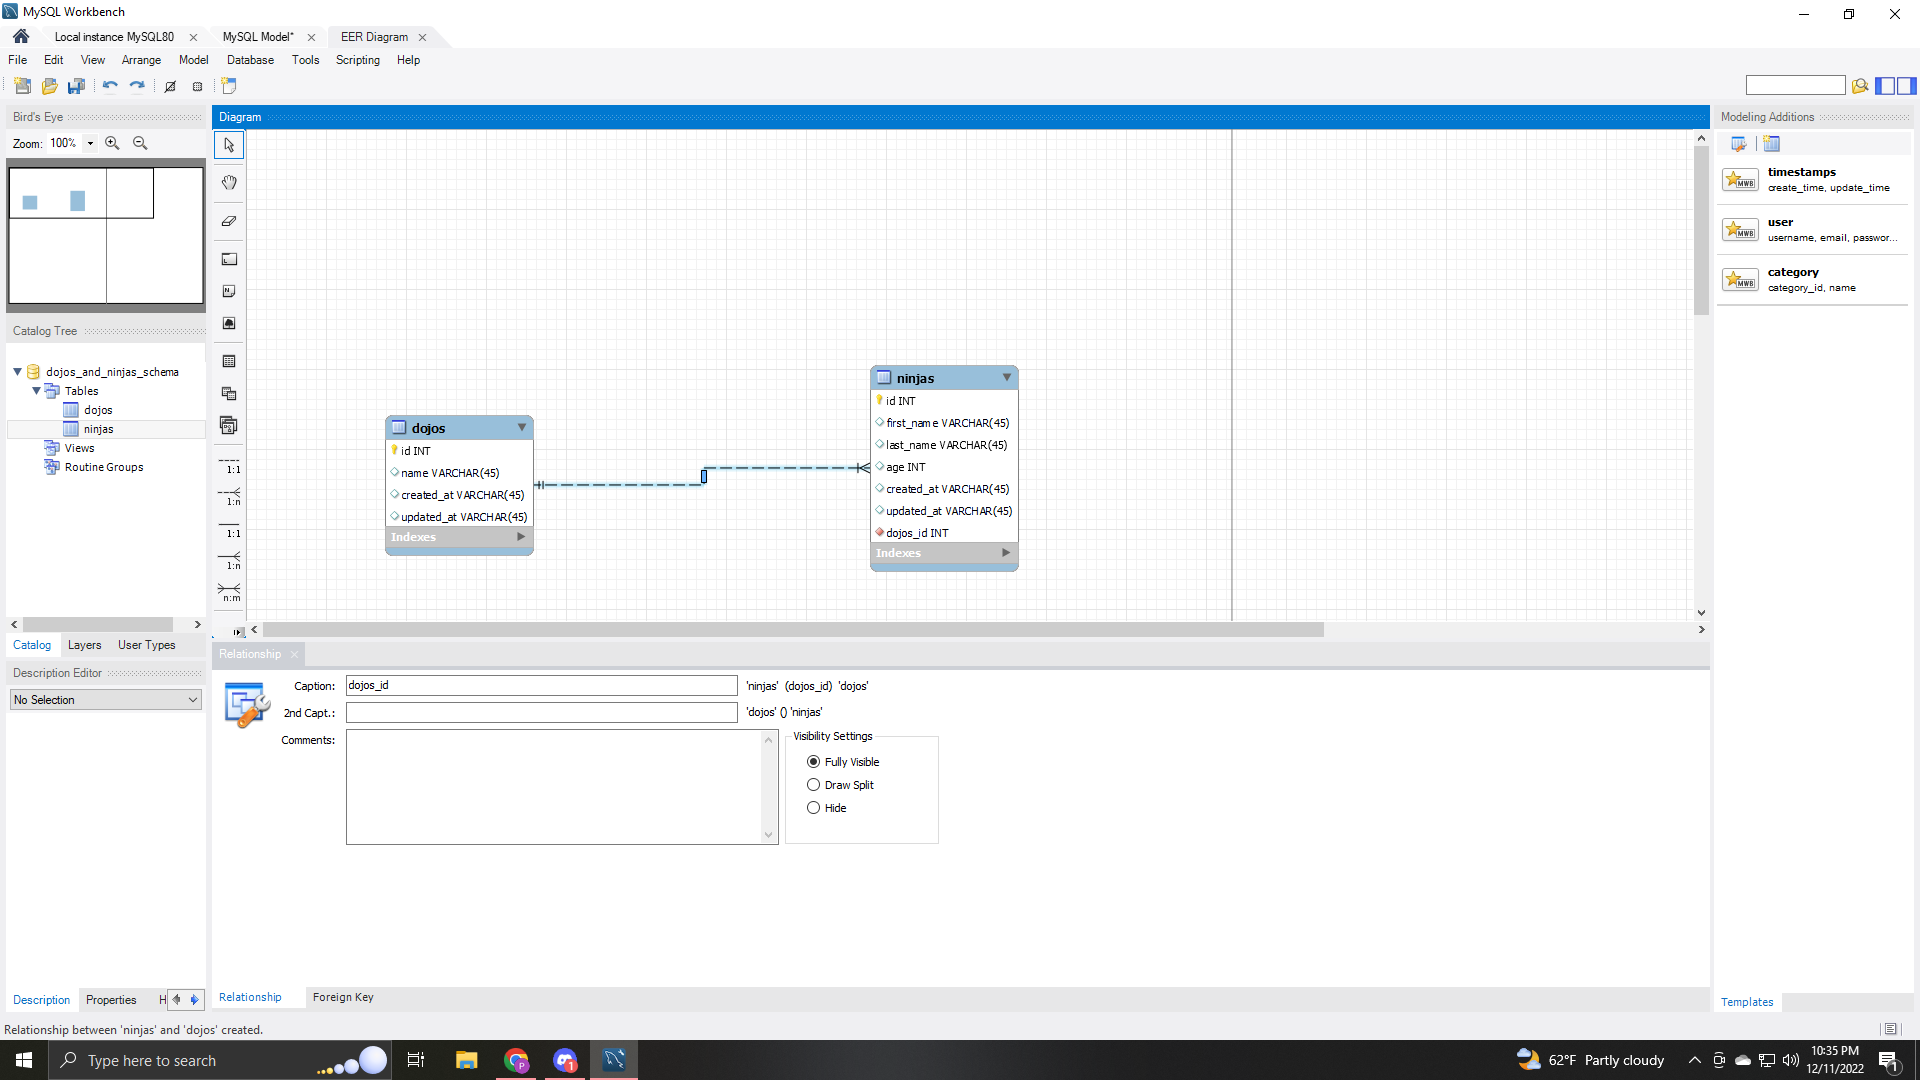 MySQL Workbench
Local instance MySQL80
MySQL Model*
EER Diagram
File Edit View Arrange Model Database Tools Scripting Help
Bird's Eye
Zoom: 100%
Catalog Tree
dojos_and_ninjas_schema
Tables
dojos
ninjas
Views
Routine Groups
Catalog Layers User Types
Description Editor
No Selection
Description Properties H
Diagram
1:1
1:n
1:1
1:n
n:m
dojos
id INT
name VARCHAR(45)
created_at VARCHAR(45)
updated_at VARCHAR(45)
Indexes
ninjas
id INT
first_name VARCHAR(45)
last_name VARCHAR(45)
age INT
created_at VARCHAR(45)
updated_at VARCHAR(45)
dojos_id INT
Indexes
Relationship
Caption: dojos_id 'ninjas' (dojos_id) 'dojos'
2nd Capt.: 'dojos' () 'ninjas'
Comments:
Visibility Settings
Fully Visible
Draw Split
Hide
Relationship Foreign Key
Modeling Additions
MWB
timestamps
create_time, update_time
MWB
user
username, email, passwor...
MWB
category
category_id, name
Templates
Relationship between 'ninjas' and 'dojos' created.
Type here to search
P
1
62°F Partly cloudy
10:35 PM
12/11/2022
1